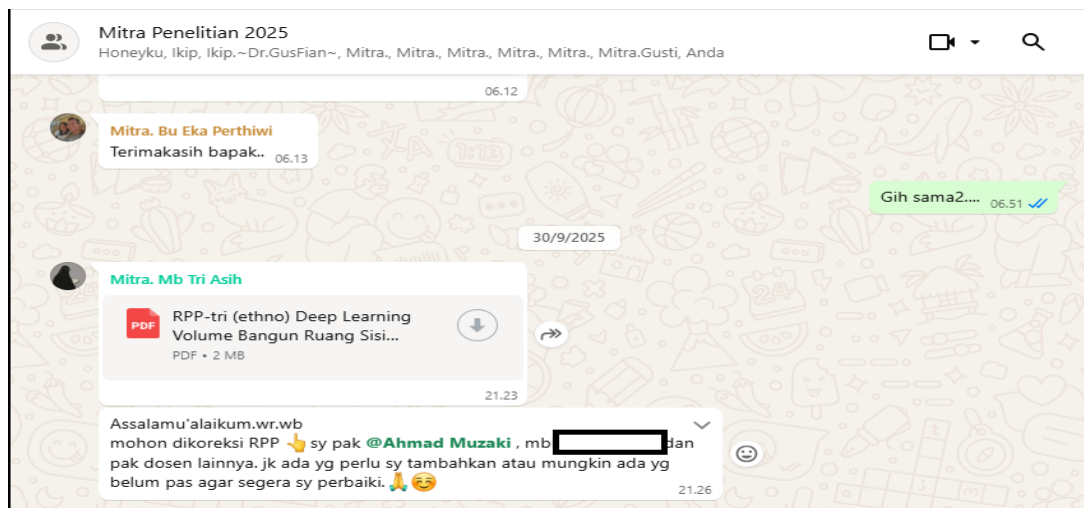 Mitra Penelitian 2025
Honeyku, Ikip, Ikip.~Dr.GusFian~, Mitra., Mitra., Mitra., Mitra., Mitra., Mitra.Gusti, Anda
06.12
Mitra. Bu Eka Perthiwi
Terimakasih bapak.. 06.13
Gih sama2.... 06.51
30/9/2025
Mitra. Mb Tri Asih
PDF RPP-tri (ethno) Deep Learning
Volume Bangun Ruang Sisi...
PDF • 2 MB
21.23
Assalamu'alaikum.wr.wb
mohon dikoreksi RPP 👆 sy pak @Ahmad Muzaki , mb dan
pak dosen lainnya. jk ada yg perlu sy tambahkan atau mungkin ada yg
belum pas agar segera sy perbaiki.🙏☺️
21.26